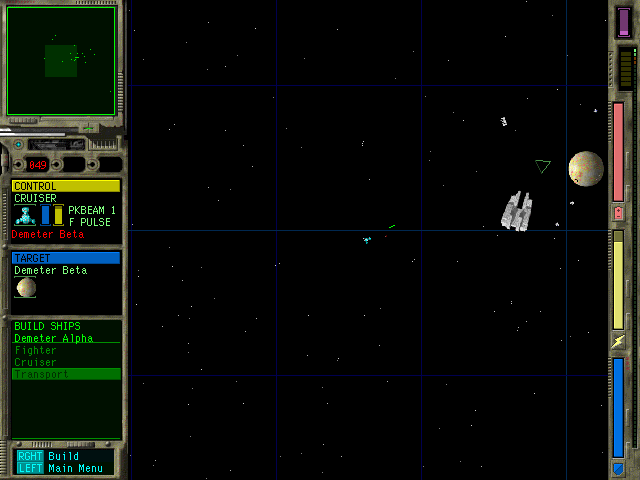 049
CONTROL
CRUISER
PKBEAM 1
F PULSE
Demeter Beta
TARGET
Demeter Beta
BUILD SHIPS
Demeter Alpha
Fighter
Cruiser
Transport
RGHT Build
LEFT Main Menu